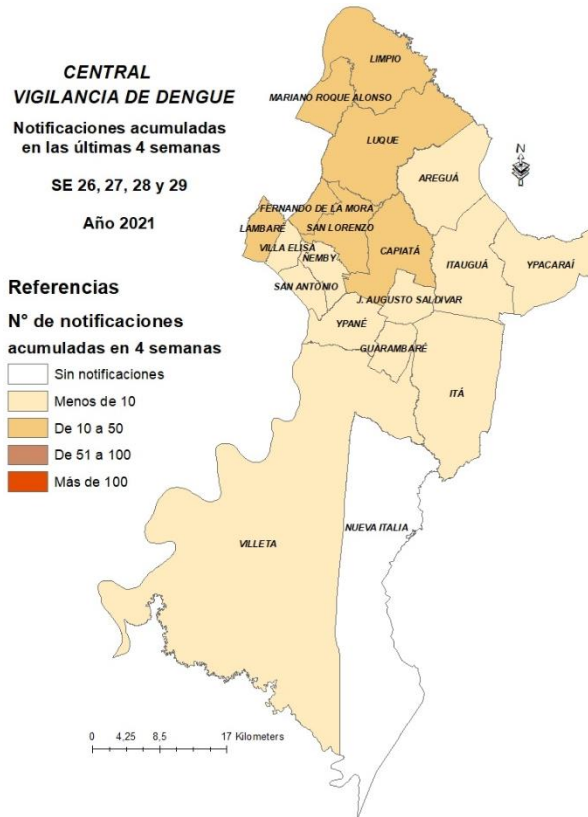 CENTRAL
VIGILANCIA DE DENGUE
Notificaciones acumuladas
en las últimas 4 semanas
SE 26, 27, 28 y 29
Año 2021
Referencias
N° de notificaciones
acumuladas en 4 semanas
Sin notificaciones
Menos de 10
De 10 a 50
De 51 a 100
Más de 100
LIMPIO
MARIANO ROQUE ALONSO
LUQUE
N
AREGUÁ
FERNANDO DE LA MORA
LAMBARÉ
SAN LORENZO
VILLA ELISA
CAPIATÁ
ÑEMBY
ITAUGUÁ
YPACARAÍ
SAN ANTONIO
J. AUGUSTO SALDIVAR
YPANÉ
GUARAMBARÉ
ITÁ
NUEVA ITALIA
VILLETA
0 4,25 8,5 17 Kilometers